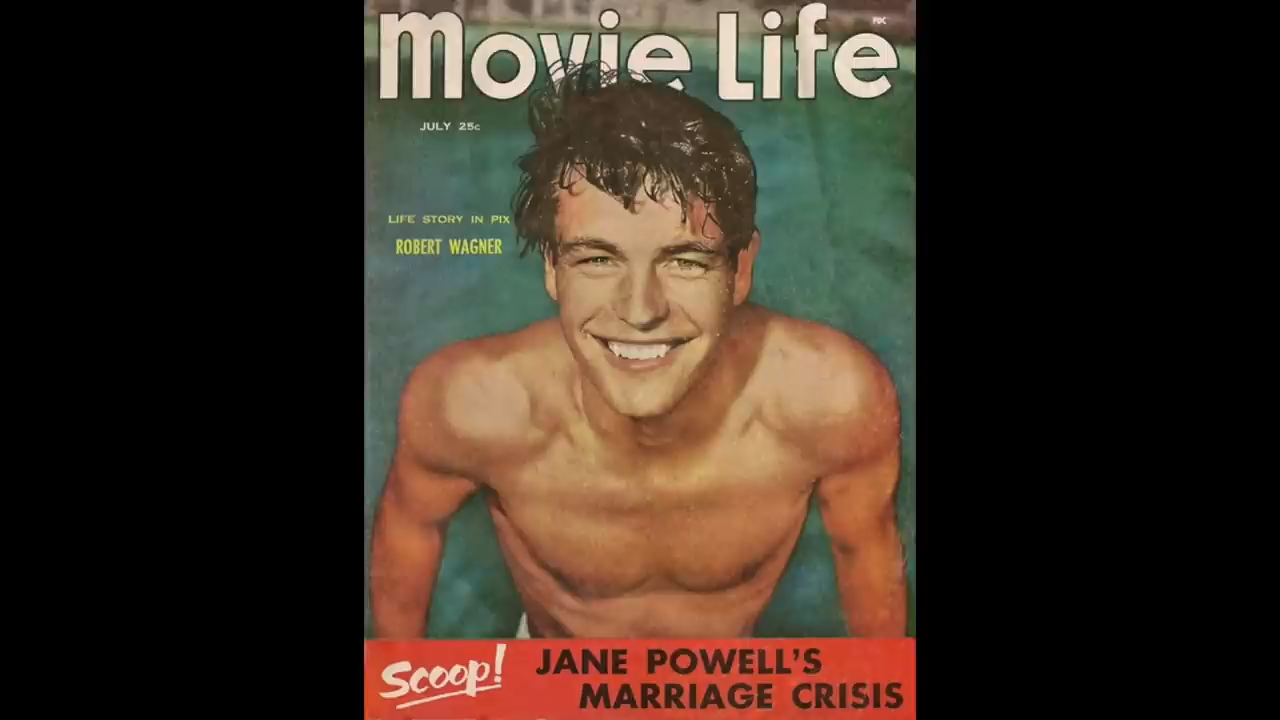 Movie Life
JULY 25c
LIFE STORY IN PIX
ROBERT WAGNER
Scoop!
JANE POWELL'S
MARRIAGE CRISIS